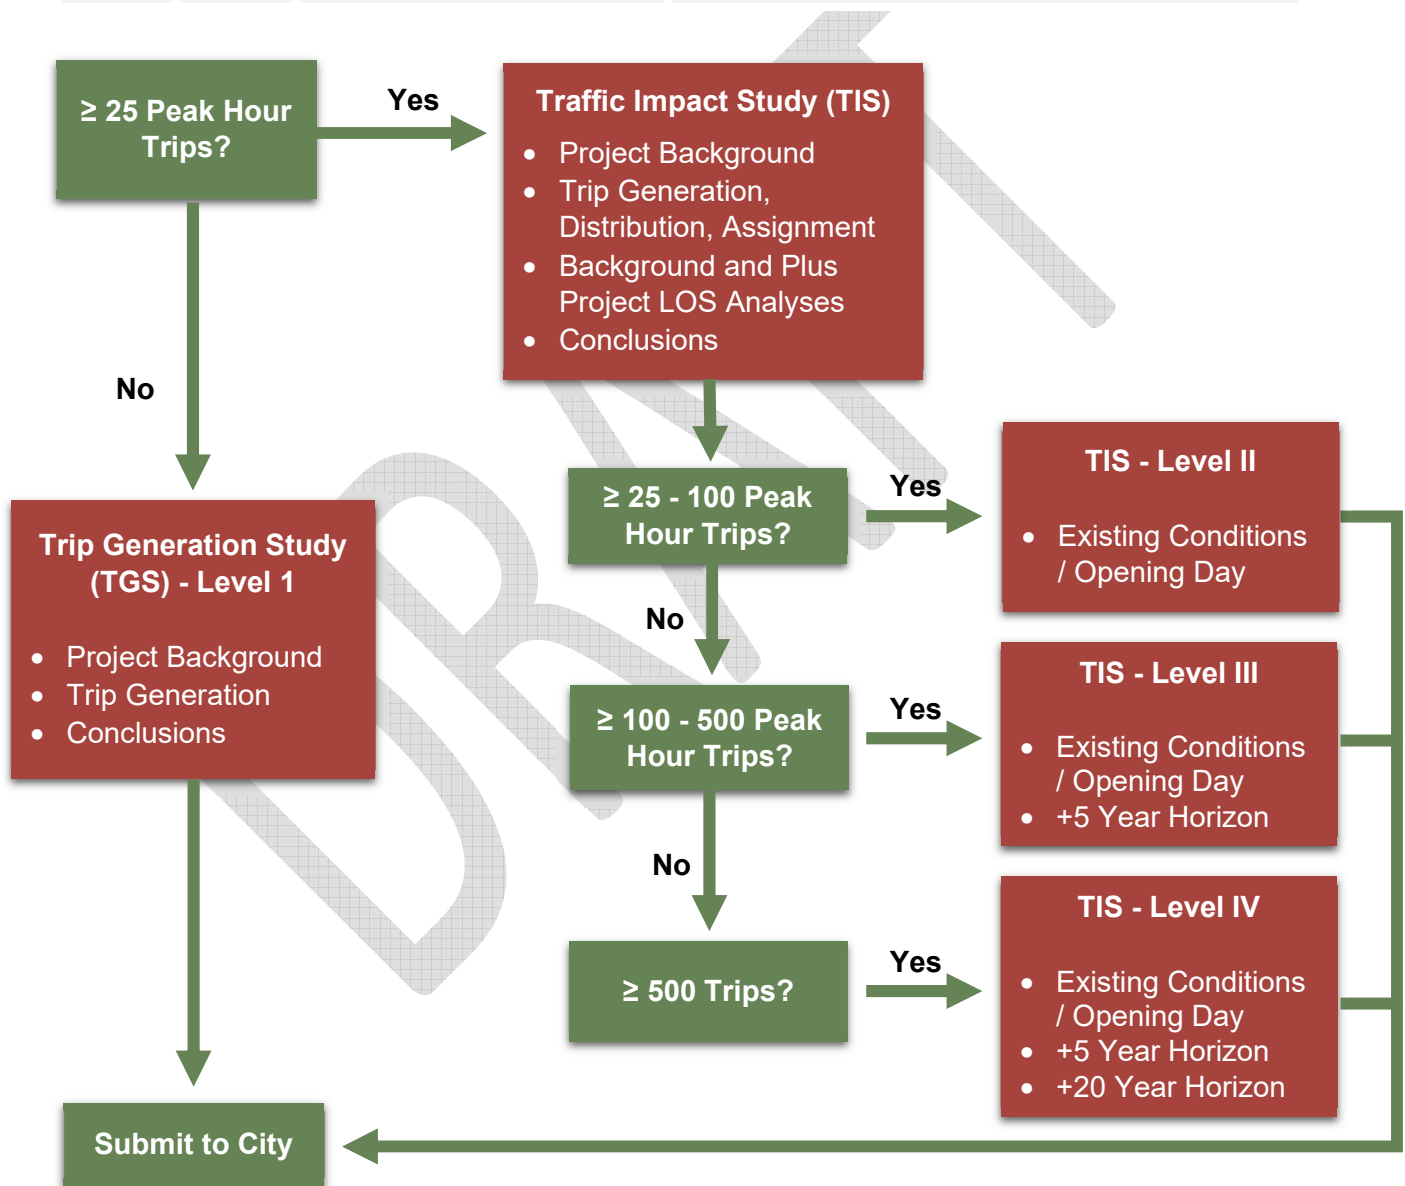 ≥ 25 Peak Hour
Trips?
Yes
Traffic Impact Study (TIS)
• Project Background
• Trip Generation,
Distribution, Assignment
• Background and Plus
Project LOS Analyses
• Conclusions
No
Trip Generation Study
(TGS) - Level 1
• Project Background
• Trip Generation
• Conclusions
≥ 25 - 100 Peak
Hour Trips?
Yes
TIS - Level II
• Existing Conditions
/ Opening Day
No
≥ 100 - 500 Peak
Hour Trips?
Yes
TIS - Level III
• Existing Conditions
/ Opening Day
• +5 Year Horizon
No
≥ 500 Trips?
Yes
TIS - Level IV
• Existing Conditions
/ Opening Day
• +5 Year Horizon
• +20 Year Horizon
Submit to City
DRAFT